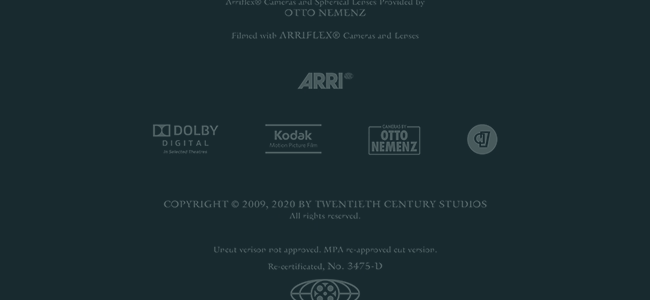 Arriflex® Cameras and Spherical Lenses Provided by
OTTO NEMENZ
Filmed with ARRIFLEX® Cameras and Lenses
ARRI
DOLBY
DIGITAL
In Selected Theatres
Kodak
Motion Picture Film
CAMERAS BY
OTTO
NEMENZ
COPYRIGHT © 2009, 2020 BY TWENTIETH CENTURY STUDIOS
All rights reserved.
Uncut verison not approved. MPA re-approved cut version.
Re-certificated, No. 3475-D